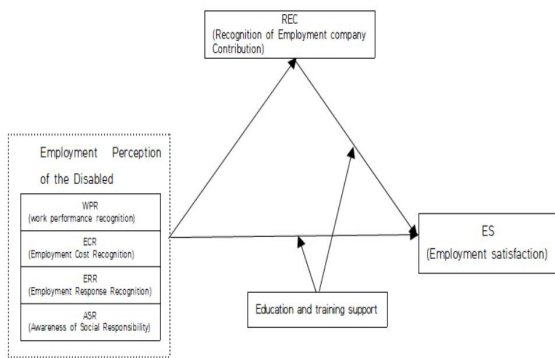 REC
(Recognition of Employment company
Contribution)
Employment Perception
of the Disabled
WPR
(work performance recognition)
ECR
(Employment Cost Recognition)
ERR
(Employment Response Recognition)
ASR
(Awareness of Social Responsibility)
ES
(Employment satisfaction)
Education and training support